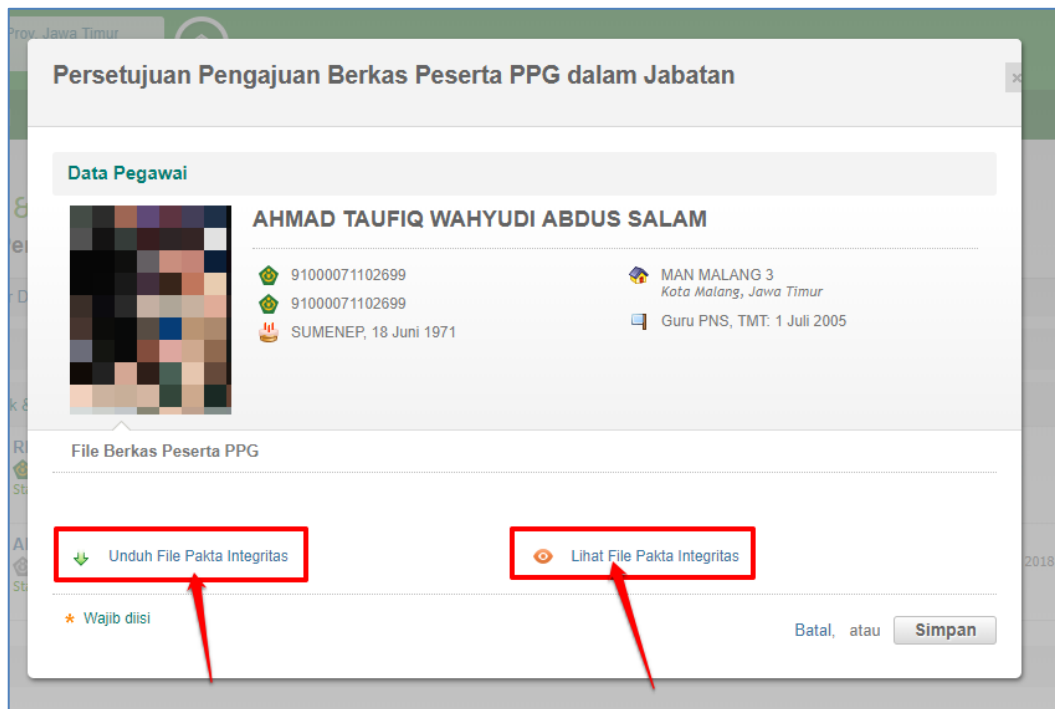 Prov. Jawa Timur
Persetujuan Pengajuan Berkas Peserta PPG dalam Jabatan
Data Pegawai
AHMAD TAUFIQ WAHYUDI ABDUS SALAM
91000071102699
MAN MALANG 3
Kota Malang, Jawa Timur
91000071102699
Guru PNS, TMT: 1 Juli 2005
SUMENEP, 18 Juni 1971
File Berkas Peserta PPG
Unduh File Pakta Integritas
Lihat File Pakta Integritas
2018
* Wajib diisi
Batal, atau Simpan